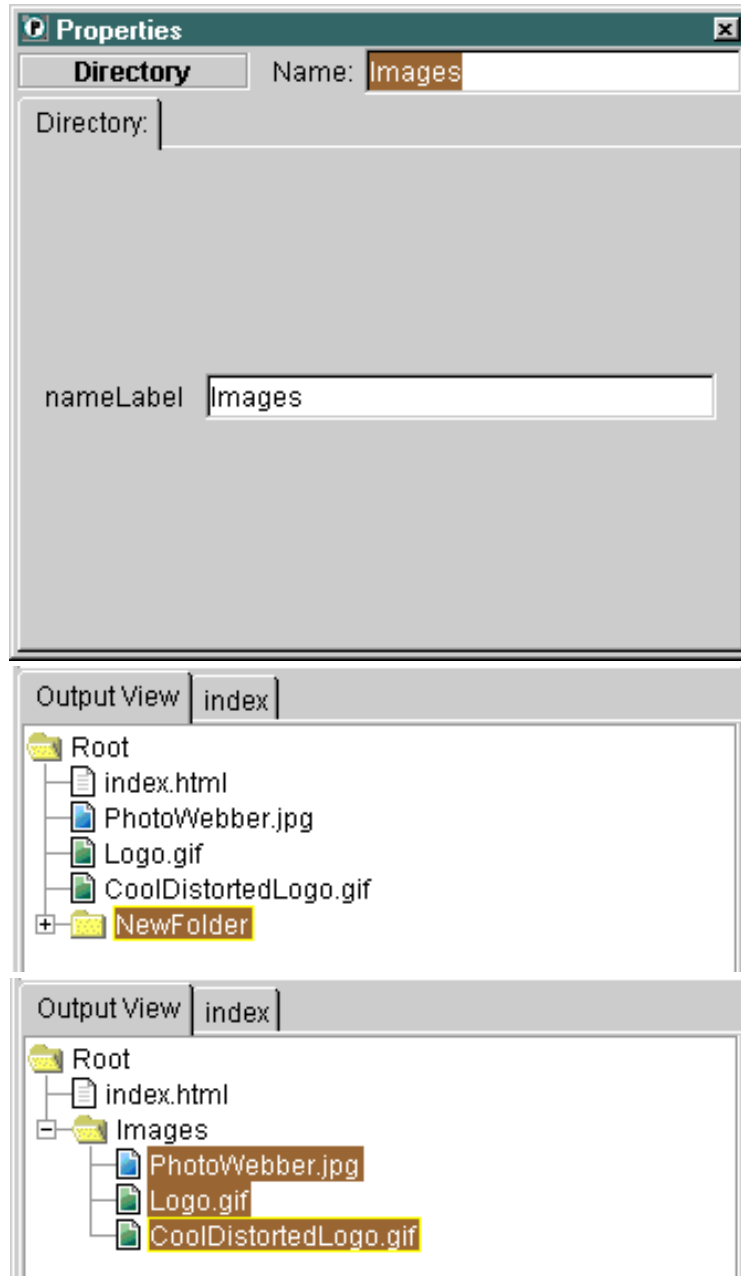 Properties
Directory Name: Images
Directory:
nameLabel Images
Output View index
Root
index.html
PhotoWebber.jpg
Logo.gif
CoolDistortedLogo.gif
NewFolder
Output View index
Root
index.html
Images
PhotoWebber.jpg
Logo.gif
CoolDistortedLogo.gif